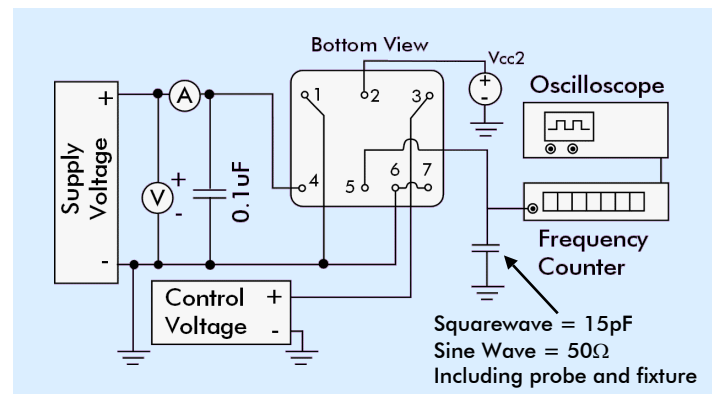 Bottom View
Vcc2
+
-
Oscilloscope
Supply
Voltage
+
-
A
V
+
-
0.1uF
1
2
3
4
5
6
7
Frequency
Counter
Control
Voltage
+
-
Squarewave = 15pF
Sine Wave = 50Ω
Including probe and fixture